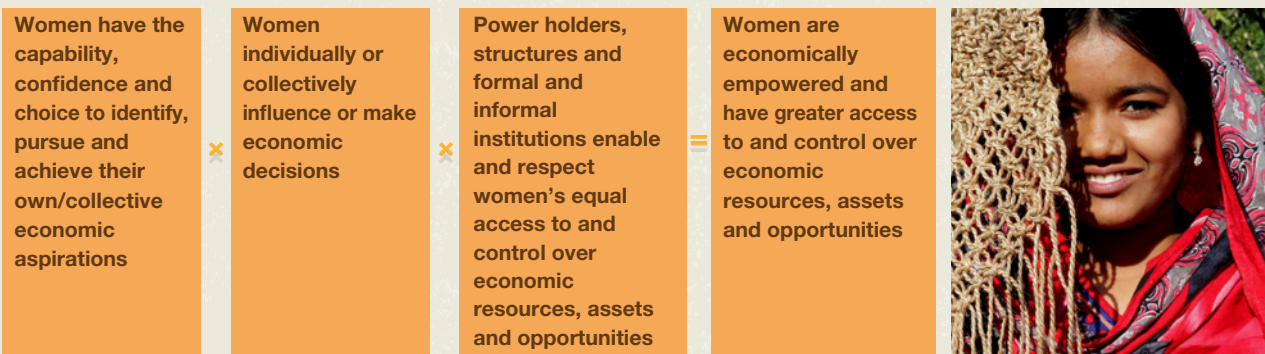 Women have the
capability,
confidence and
choice to identify,
pursue and
achieve their
own/collective
economic
aspirations
×
Women
individually or
collectively
influence or make
economic
decisions
×
Power holders,
structures and
formal and
informal
institutions enable
and respect
women’s equal
access to and
control over
economic
resources, assets
and opportunities
=
Women are
economically
empowered and
have greater access
to and control over
economic
resources, assets
and opportunities